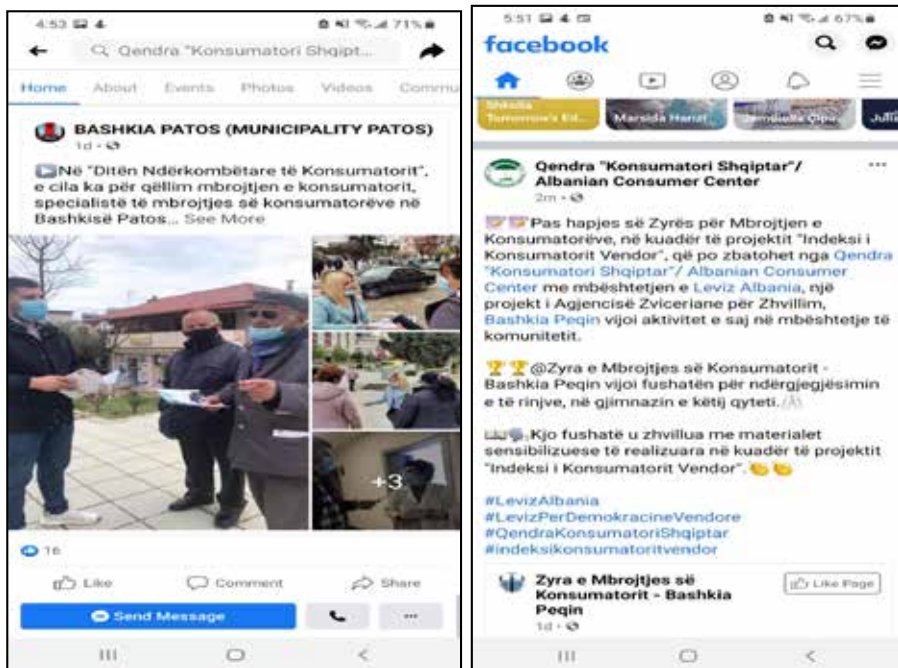 4:53
71%
Qendra "Konsumatori Shqipt...
Home About Events Photos Videos Commu
BASHKIA PATOS (MUNICIPALITY PATOS)
1d
Në "Ditën Ndërkombëtare të Konsumatorit",
e cila ka për qëllim mbrojtjen e konsumatorit,
specialistë të mbrojtjes së konsumatorëve në
Bashkisë Patos... See More
+3
16
Like Comment Share
Send Message
5:51
67%
facebook
Shkolla
Tomorrow's Ed...
Marsida Hanxi
Qendra "Konsumatori Shqiptar"/
Albanian Consumer Center
2m
Pas hapjes së Zyrës për Mbrojtjen e
Konsumatorëve, në kuadër të projektit "Indeksi i
Konsumatorit Vendor", që po zbatohet nga Qendra
"Konsumatori Shqiptar"/ Albanian Consumer
Center me mbështetjen e Leviz Albania, një
projekt i Agjencisë Zviceriane për Zhvillim,
Bashkia Peqin vijoi aktivitet e saj në mbështetje të
komunitetit.
@Zyra e Mbrojtjes së Konsumatorit -
Bashkia Peqin vijoi fushatën për ndërgjegjësimin
e të rinjve, në gjimnazin e këtij qyteti.
Kjo fushatë u zhvillua me materialet
sensibilizuese të realizuara në kuadër të projektit
"Indeksi i Konsumatorit Vendor".
#LevizAlbania
#LevizPerDemokracineVendore
#QendraKonsumatoriShqiptar
#indeksikonsumatoritvendor
Zyra e Mbrojtjes së
Konsumatorit - Bashkia
Peqin
Like Page
1d